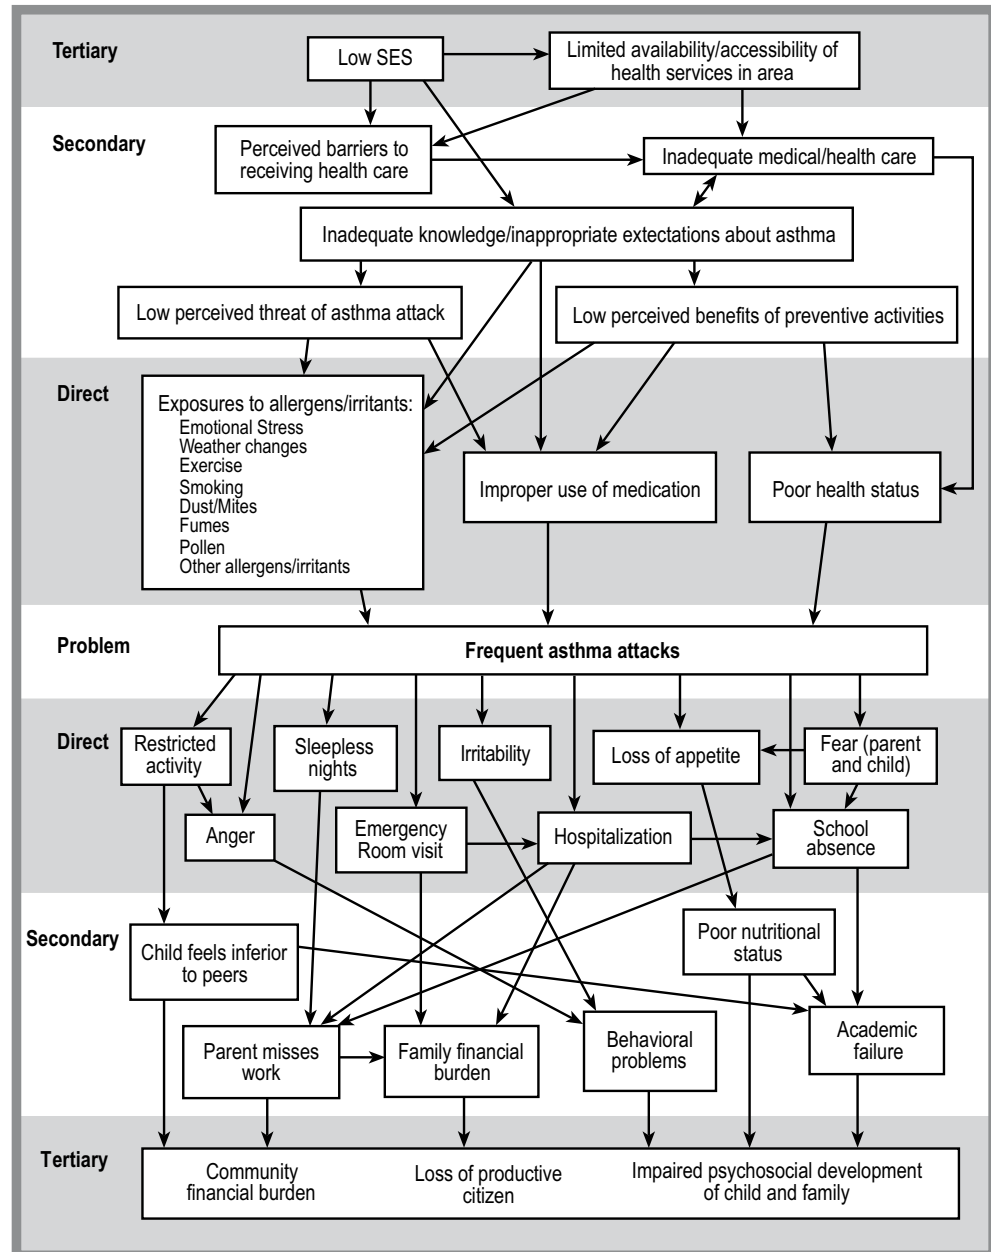 Tertiary
Low SES
Limited availability/accessibility of
health services in area
Secondary
Perceived barriers to
receiving health care
Inadequate medical/health care
Inadequate knowledge/inappropriate extectations about asthma
Low perceived threat of asthma attack
Low perceived benefits of preventive activities
Direct
Exposures to allergens/irritants:
Emotional Stress
Weather changes
Exercise
Smoking
Dust/Mites
Fumes
Pollen
Other allergens/irritants
Improper use of medication
Poor health status
Problem
Frequent asthma attacks
Direct
Restricted
activity
Sleepless
nights
Irritability
Loss of appetite
Fear (parent
and child)
Anger
Emergency
Room visit
Hospitalization
School
absence
Secondary
Child feels inferior
to peers
Poor nutritional
status
Parent misses
work
Family financial
burden
Behavioral
problems
Academic
failure
Tertiary
Community
financial burden
Loss of productive
citizen
Impaired psychosocial development
of child and family